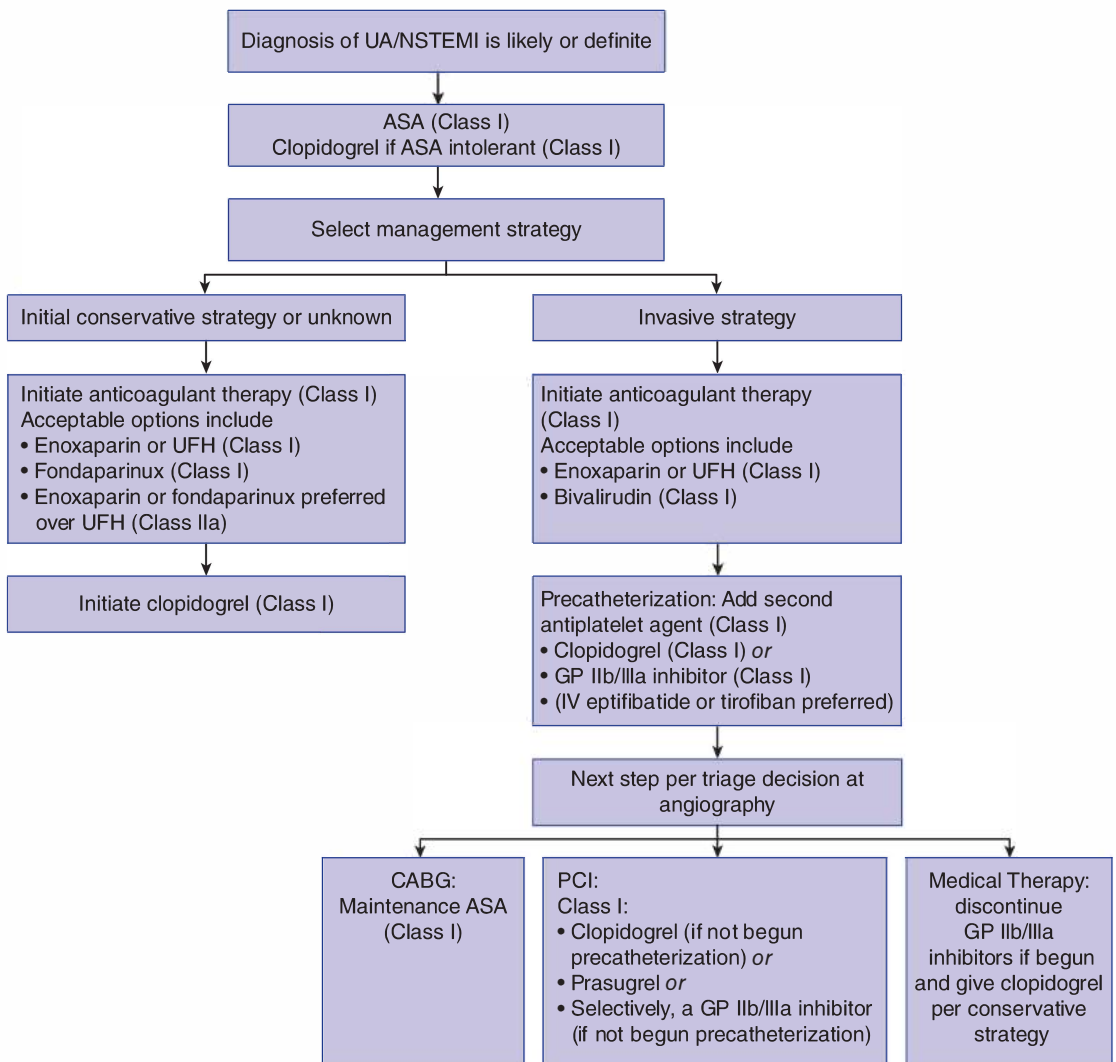 Diagnosis of UA/NSTEMI is likely or definite
ASA (Class I)
Clopidogrel if ASA intolerant (Class I)
Select management strategy
Initial conservative strategy or unknown
Invasive strategy
Initiate anticoagulant therapy (Class I)
Acceptable options include
• Enoxaparin or UFH (Class I)
• Fondaparinux (Class I)
• Enoxaparin or fondaparinux preferred
over UFH (Class IIa)
Initiate anticoagulant therapy
(Class I)
Acceptable options include
• Enoxaparin or UFH (Class I)
• Bivalirudin (Class I)
Initiate clopidogrel (Class I)
Precatheterization: Add second
antiplatelet agent (Class I)
• Clopidogrel (Class I) or
• GP IIb/IIIa inhibitor (Class I)
• (IV eptifibatide or tirofiban preferred)
Next step per triage decision at
angiography
CABG:
Maintenance ASA
(Class I)
PCI:
Class I:
• Clopidogrel (if not begun
precatheterization) or
• Prasugrel or
• Selectively, a GP IIb/IIIa inhibitor
(if not begun precatheterization)
Medical Therapy:
discontinue
GP IIb/IIIa
inhibitors if begun
and give clopidogrel
per conservative
strategy